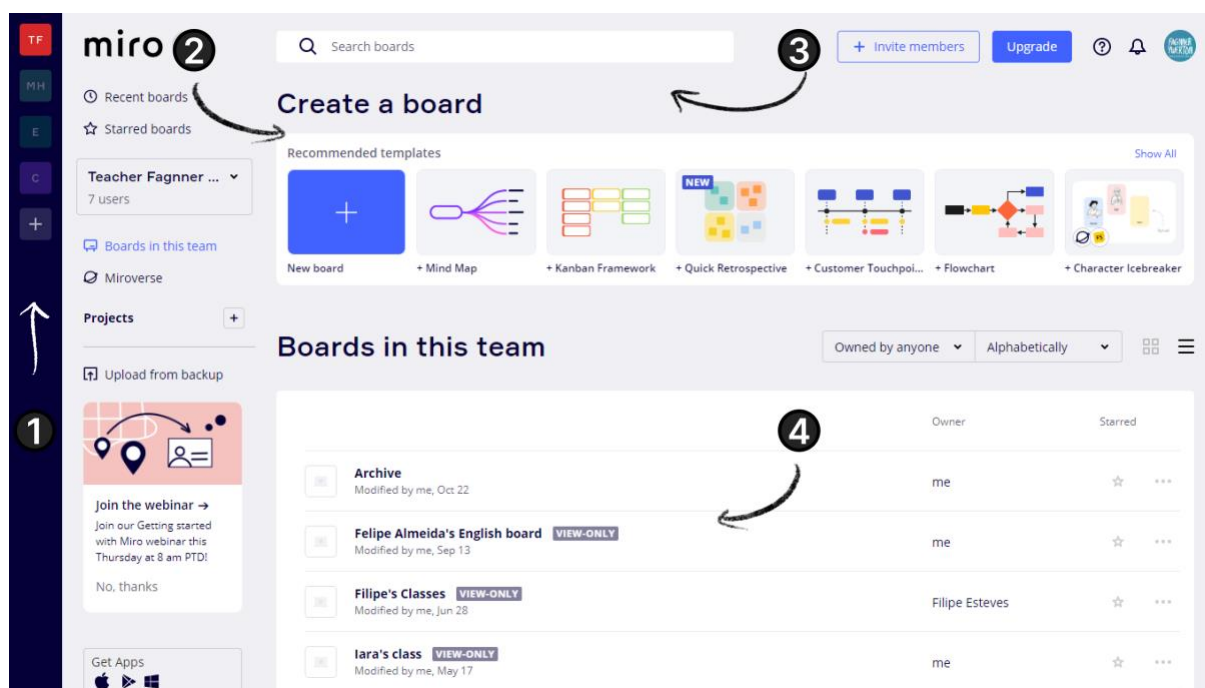 TF
MH
E
C
+
1
miro
2
Recent boards
Starred boards
Teacher Fagnner ...
7 users
Boards in this team
Miroverse
Projects +
Upload from backup
Join the webinar →
Join our Getting started
with Miro webinar this
Thursday at 8 am PTD!
No, thanks
Get Apps
Search boards
3
+ Invite members
Upgrade
Create a board
Recommended templates
Show All
NEW
New board
+ Mind Map
+ Kanban Framework
+ Quick Retrospective
+ Customer Touchpoi...
+ Flowchart
+ Character Icebreaker
Boards in this team
Owned by anyone
Alphabetically
4
Owner
Starred
Archive
Modified by me, Oct 22
me
Felipe Almeida's English board VIEW-ONLY
Modified by me, Sep 13
me
Filipe's Classes VIEW-ONLY
Modified by me, Jun 28
Filipe Esteves
Iara's class VIEW-ONLY
Modified by me, May 17
me